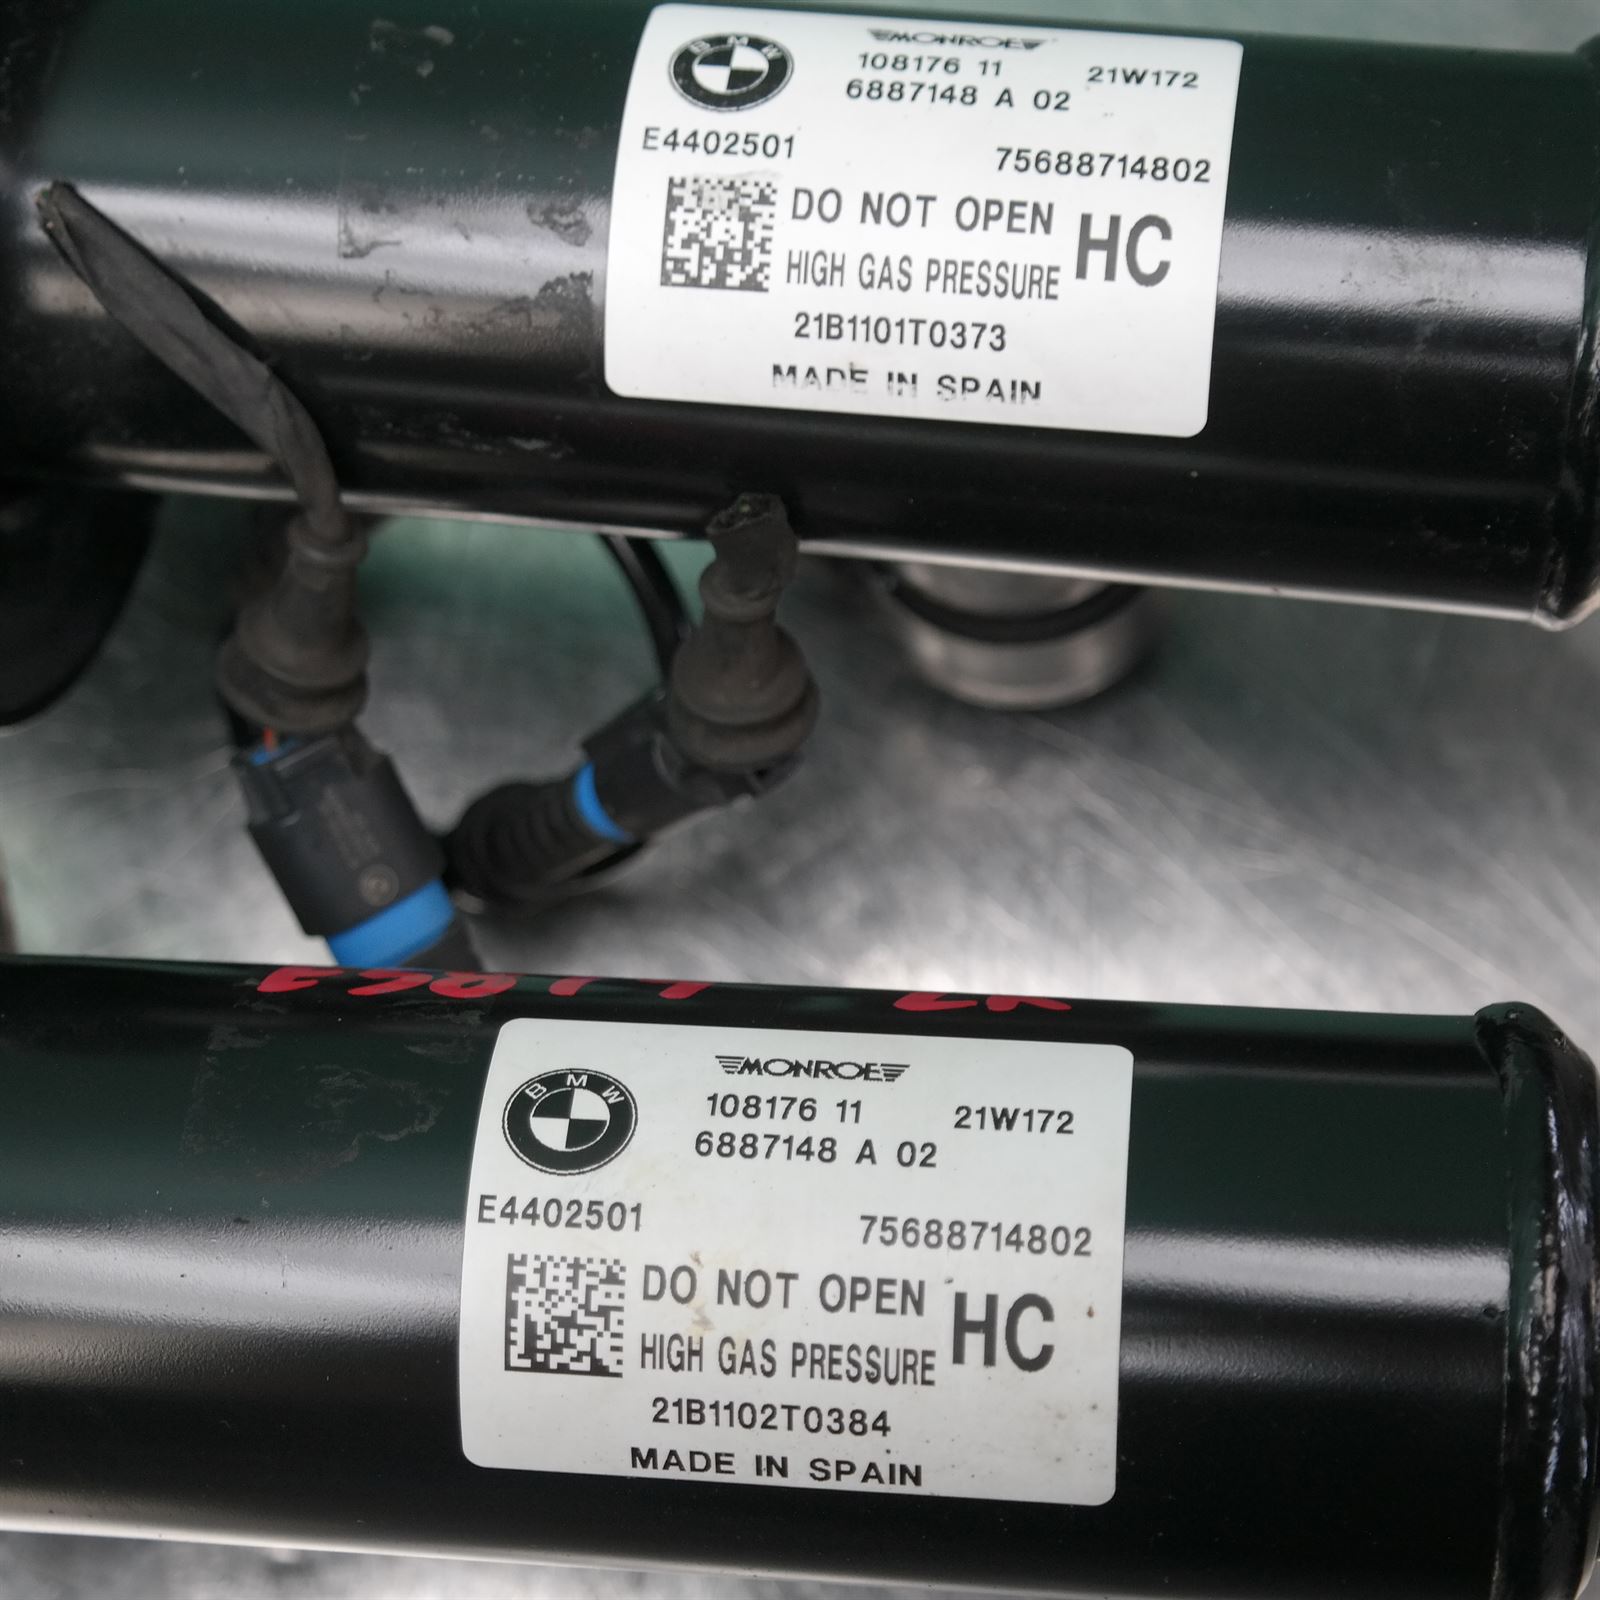 MONROE
BMW
108176 11
21W172
6887148 A 02
E4402501
75688714802
DO NOT OPEN
HC
HIGH GAS PRESSURE
21B1101T0373
MADE IN SPAIN
MONROE
BMW
108176 11
21W172
6887148 A 02
E4402501
75688714802
DO NOT OPEN
HC
HIGH GAS PRESSURE
21B1102T0384
MADE IN SPAIN